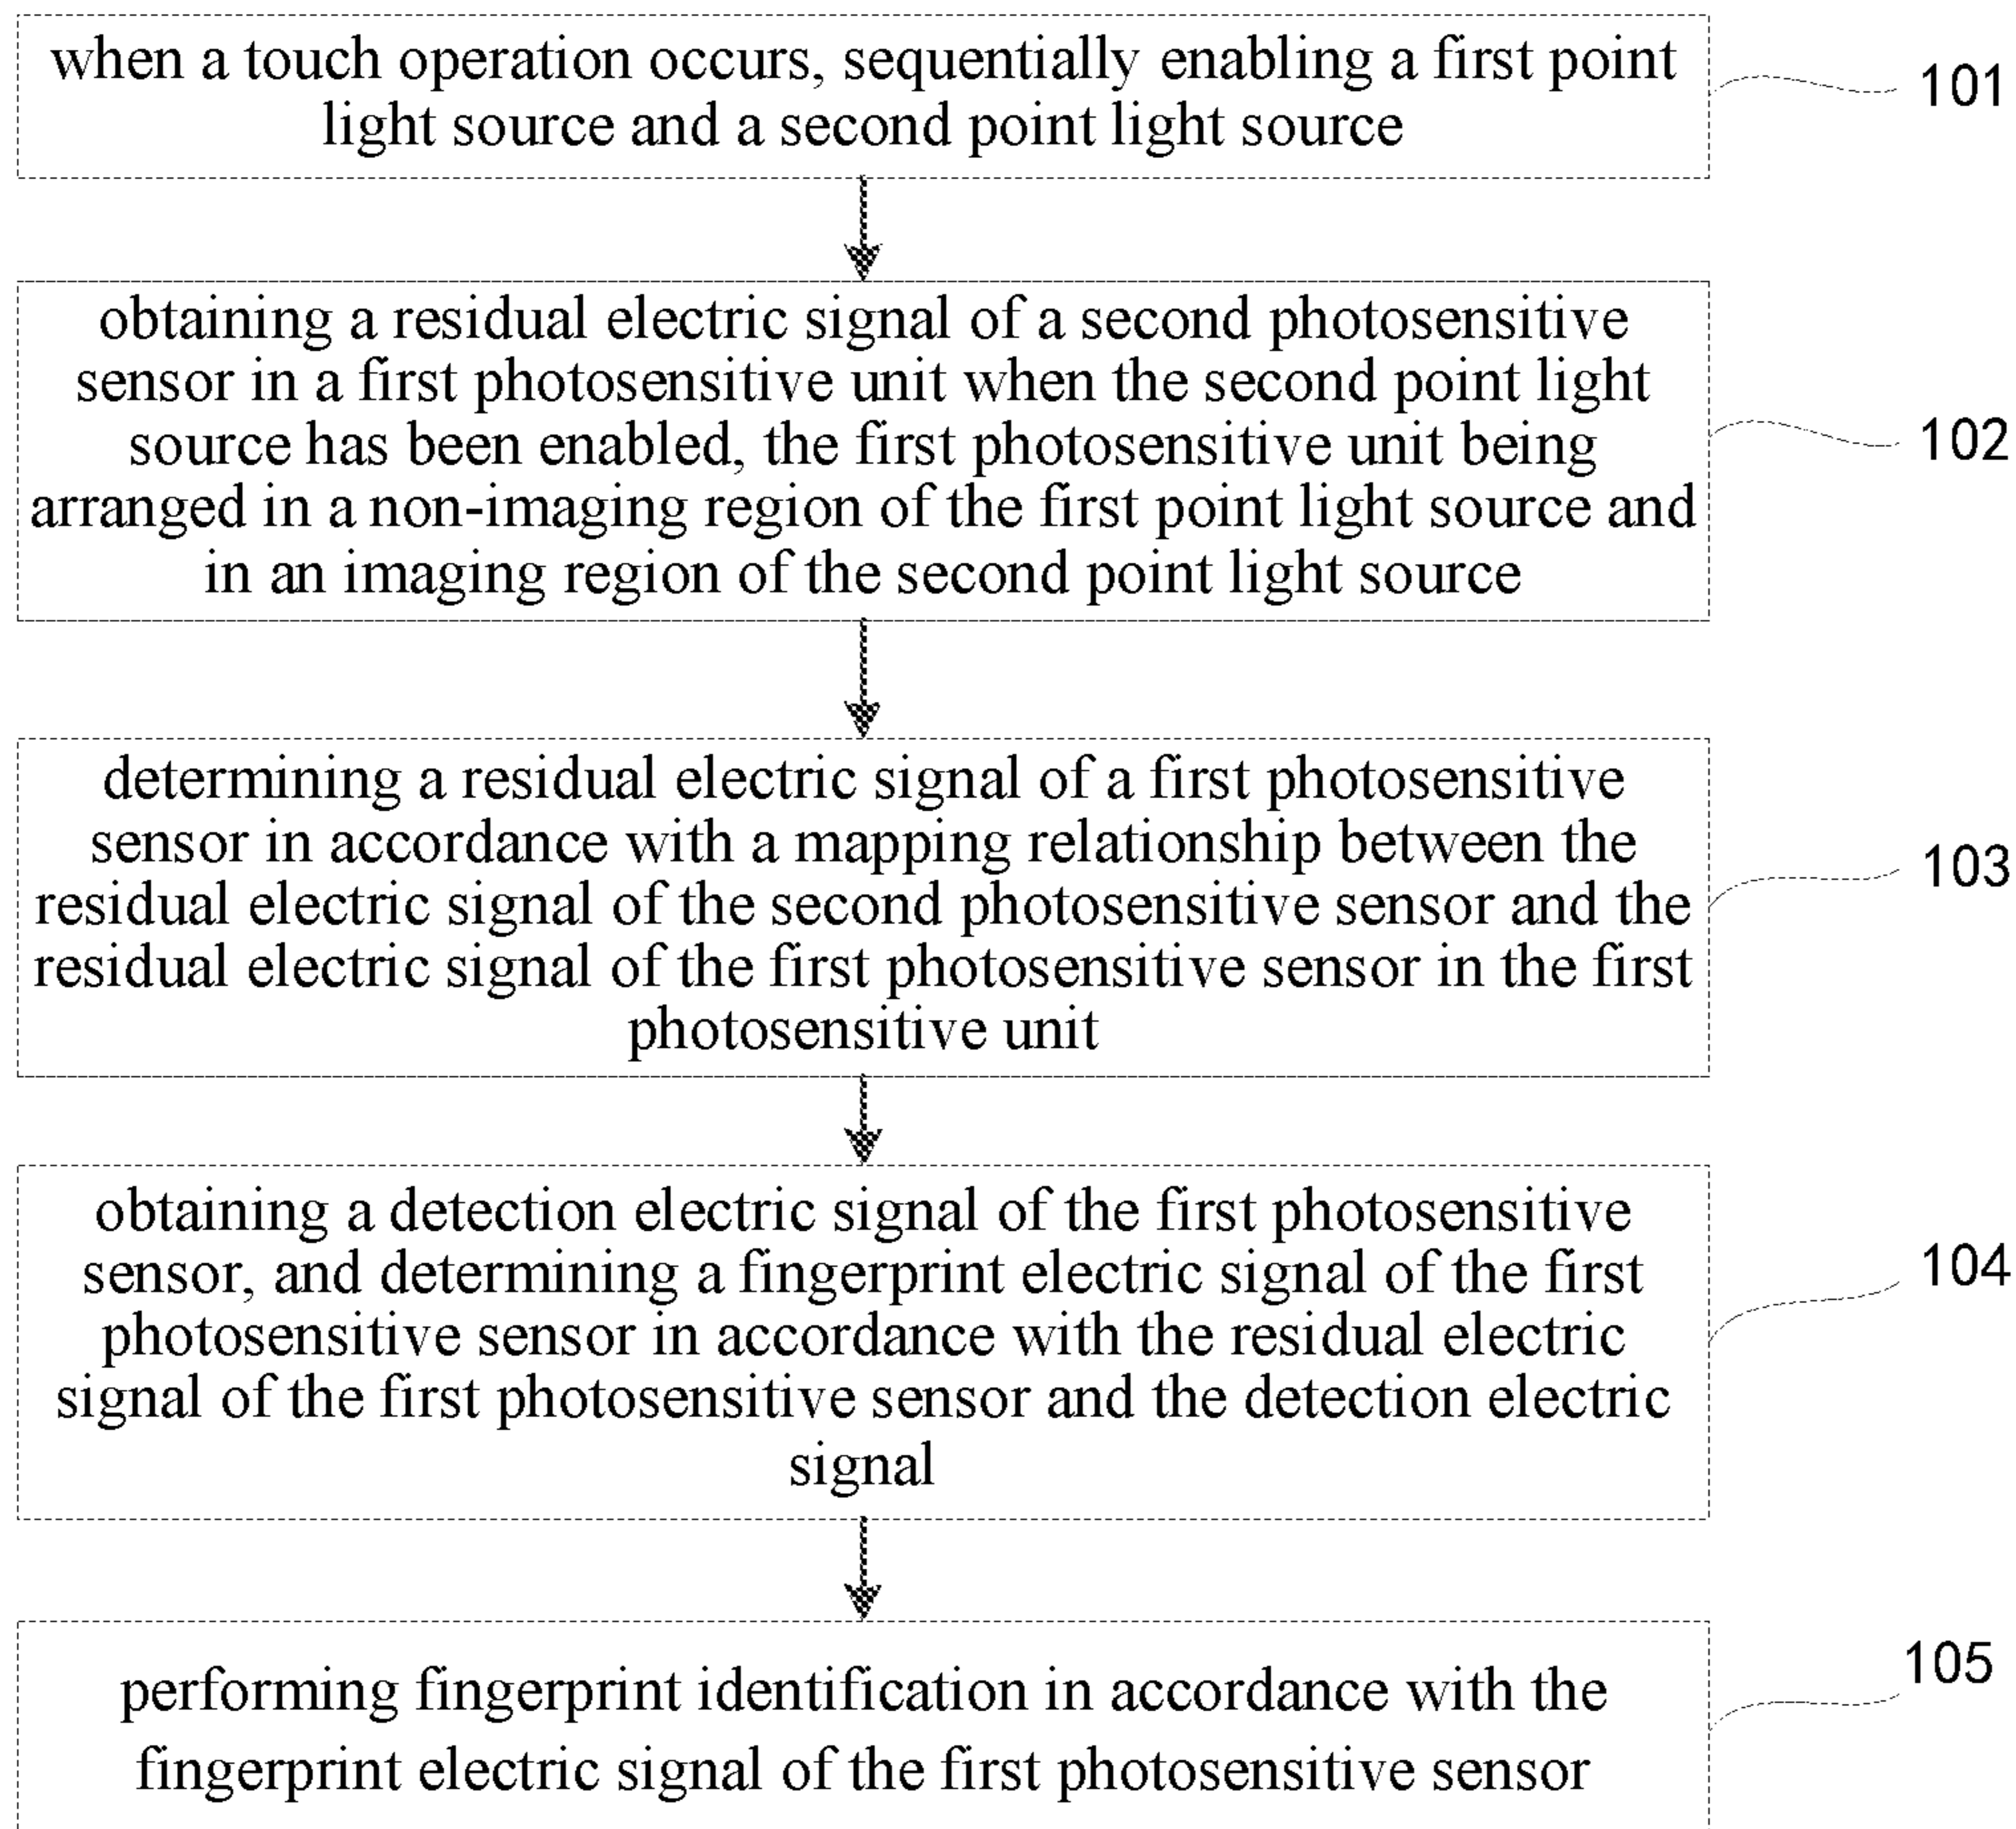 when a touch operation occurs, sequentially enabling a first point
light source and a second point light source
101
obtaining a residual electric signal of a second photosensitive
sensor in a first photosensitive unit when the second point light
source has been enabled, the first photosensitive unit being
arranged in a non-imaging region of the first point light source and
in an imaging region of the second point light source
102
determining a residual electric signal of a first photosensitive
sensor in accordance with a mapping relationship between the
residual electric signal of the second photosensitive sensor and the
residual electric signal of the first photosensitive sensor in the first
photosensitive unit
103
obtaining a detection electric signal of the first photosensitive
sensor, and determining a fingerprint electric signal of the first
photosensitive sensor in accordance with the residual electric
signal of the first photosensitive sensor and the detection electric
signal
104
performing fingerprint identification in accordance with the
fingerprint electric signal of the first photosensitive sensor
105